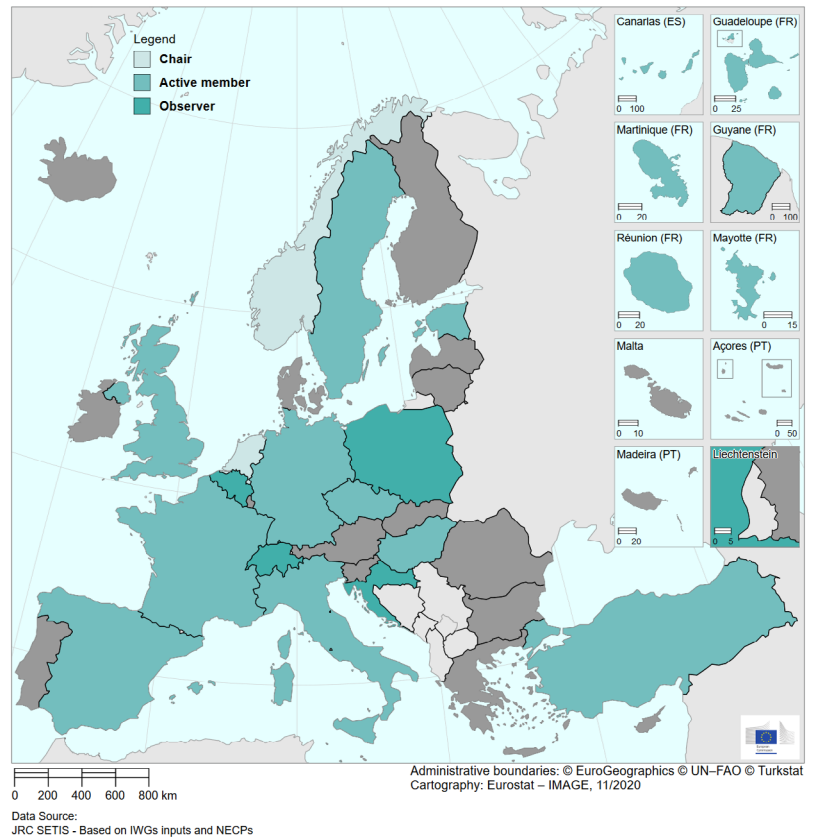 Legend
Chair
Active member
Observer
Canarlas (ES)
0 100
Guadeloupe (FR)
0 25
Martinique (FR)
0 20
Guyane (FR)
0 100
Réunion (FR)
0 20
Mayotte (FR)
0 15
Malta
0 10
Açores (PT)
0 50
Madeira (PT)
0 20
Liechtenstein
0 5
European
Commission
0 200 400 600 800 km
Administrative boundaries: © EuroGeographics © UN–FAO © Turkstat
Cartography: Eurostat – IMAGE, 11/2020
Data Source:
JRC SETIS - Based on IWGs inputs and NECPs